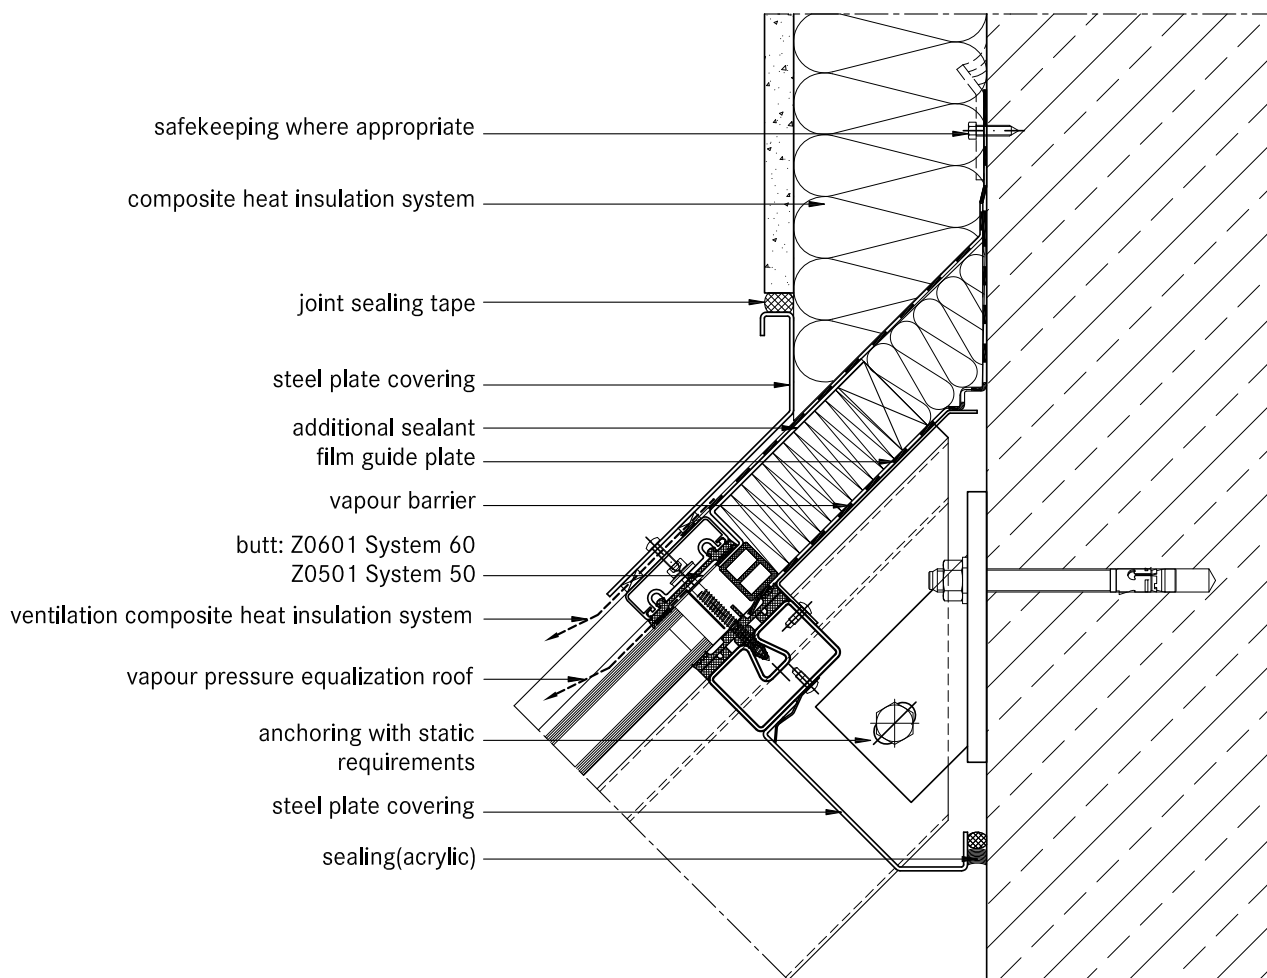 safekeeping where appropriate
composite heat insulation system
joint sealing tape
steel plate covering
additional sealant
film guide plate
vapour barrier
butt: Z0601 System 60
Z0501 System 50
ventilation composite heat insulation system
vapour pressure equalization roof
anchoring with static
requirements
steel plate covering
sealing(acrylic)